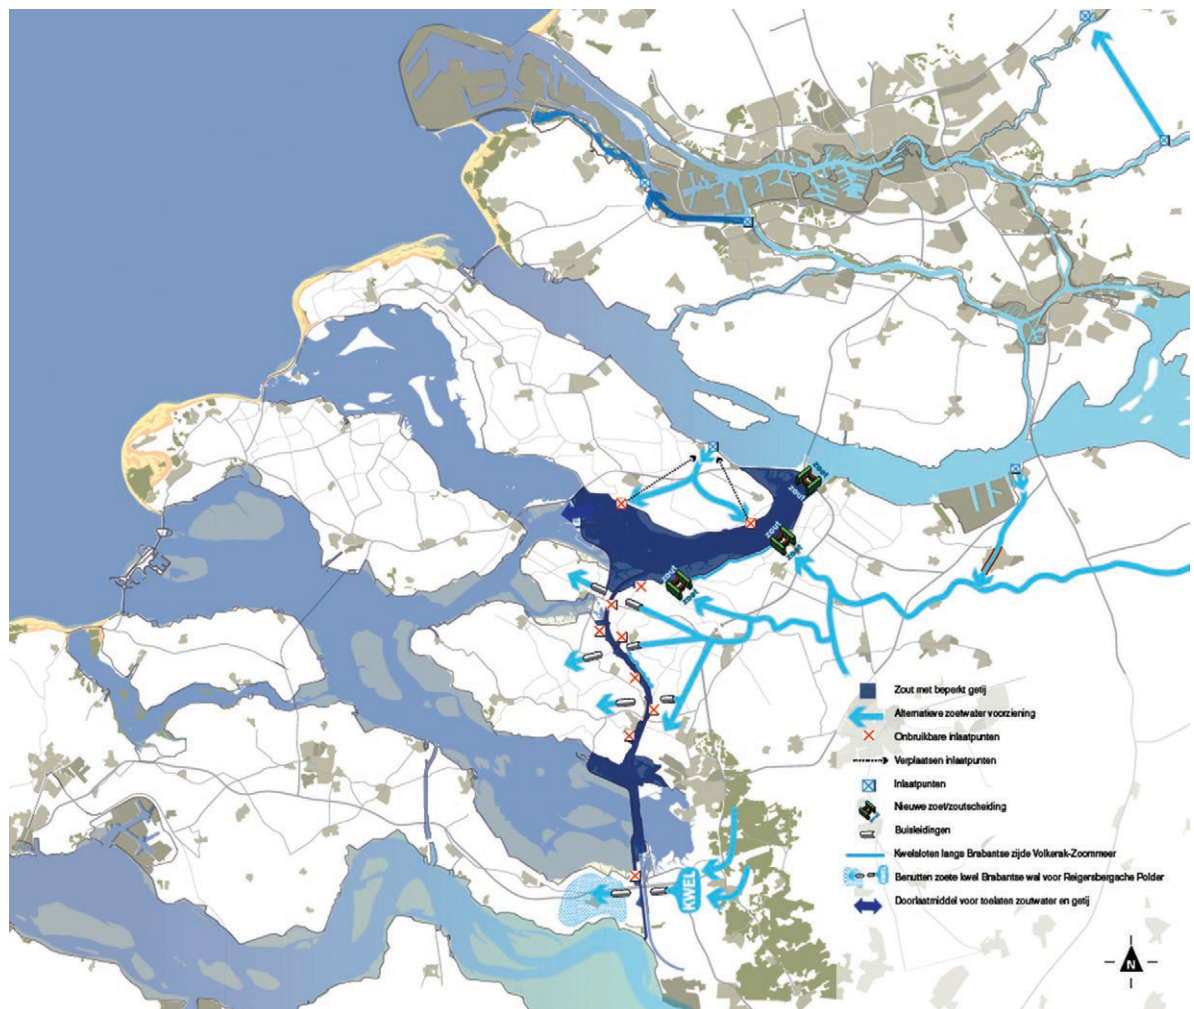 zoet
zout
zout
zoet
zout
zoet
Zout met beperkt getij
Alternatieve zoetwater voorziening
Onbruikbare inlaatpunten
Verplaatsen inlaatpunten
Inlaatpunten
Nieuwe zoet/zoutscheiding
Buisleidingen
Kwelsloten langs Brabantse zijde Volkerak-Zoommeer
Benutten zoete kwel Brabantse wal voor Reigersbergsche Polder
Doorlaatmiddel voor toelaten zoutwater en getij
KWEL
N